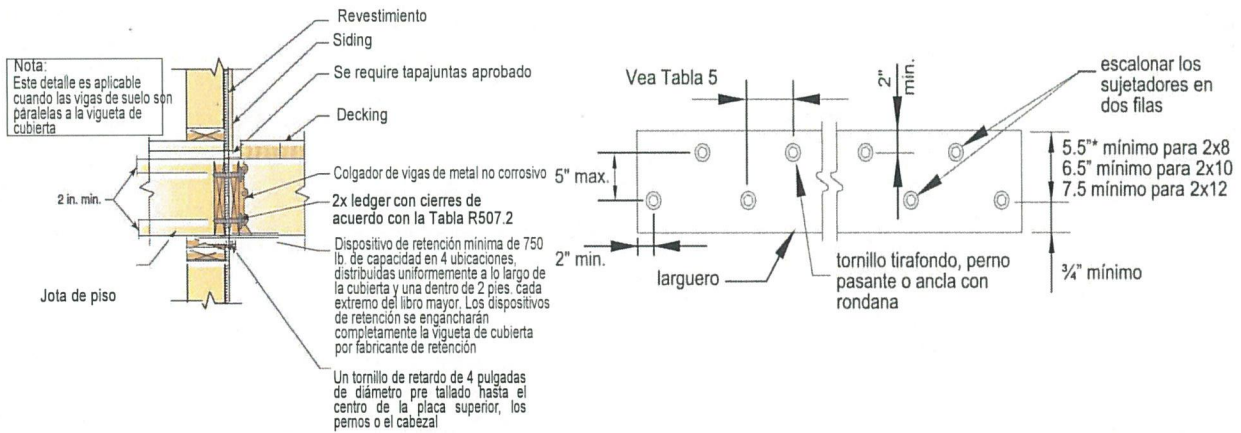 Nota:
Este detalle es aplicable
cuando las vigas de suelo son
páralelas a la vigueta de
cubierta
Revestimiento
Siding
Se require tapajuntas aprobado
Decking
Colgador de vigas de metal no corrosivo
2x ledger con cierres de
acuerdo con la Tabla R507.2
Dispositivo de retención mínima de 750
lb. de capacidad en 4 ubicaciones,
distribuidas uniformemente a lo largo de
la cubierta y una dentro de 2 pies. cada
extremo del libro mayor. Los dispositivos
de retención se engancharán
completamente la vigueta de cubierta
por fabricante de retención
Un tornillo de retardo de 4 pulgadas
de diámetro pre tallado hasta el
centro de la placa superior, los
pernos o el cabezal
2 in. min.
Jota de piso
Vea Tabla 5
2" min.
escalonar los
sujetadores en
dos filas
5" max.
5.5"* mínimo para 2x8
6.5" mínimo para 2x10
7.5 mínimo para 2x12
2" min.
larguero
tornillo tirafondo, perno
pasante o ancla con
rondana
¾" mínimo